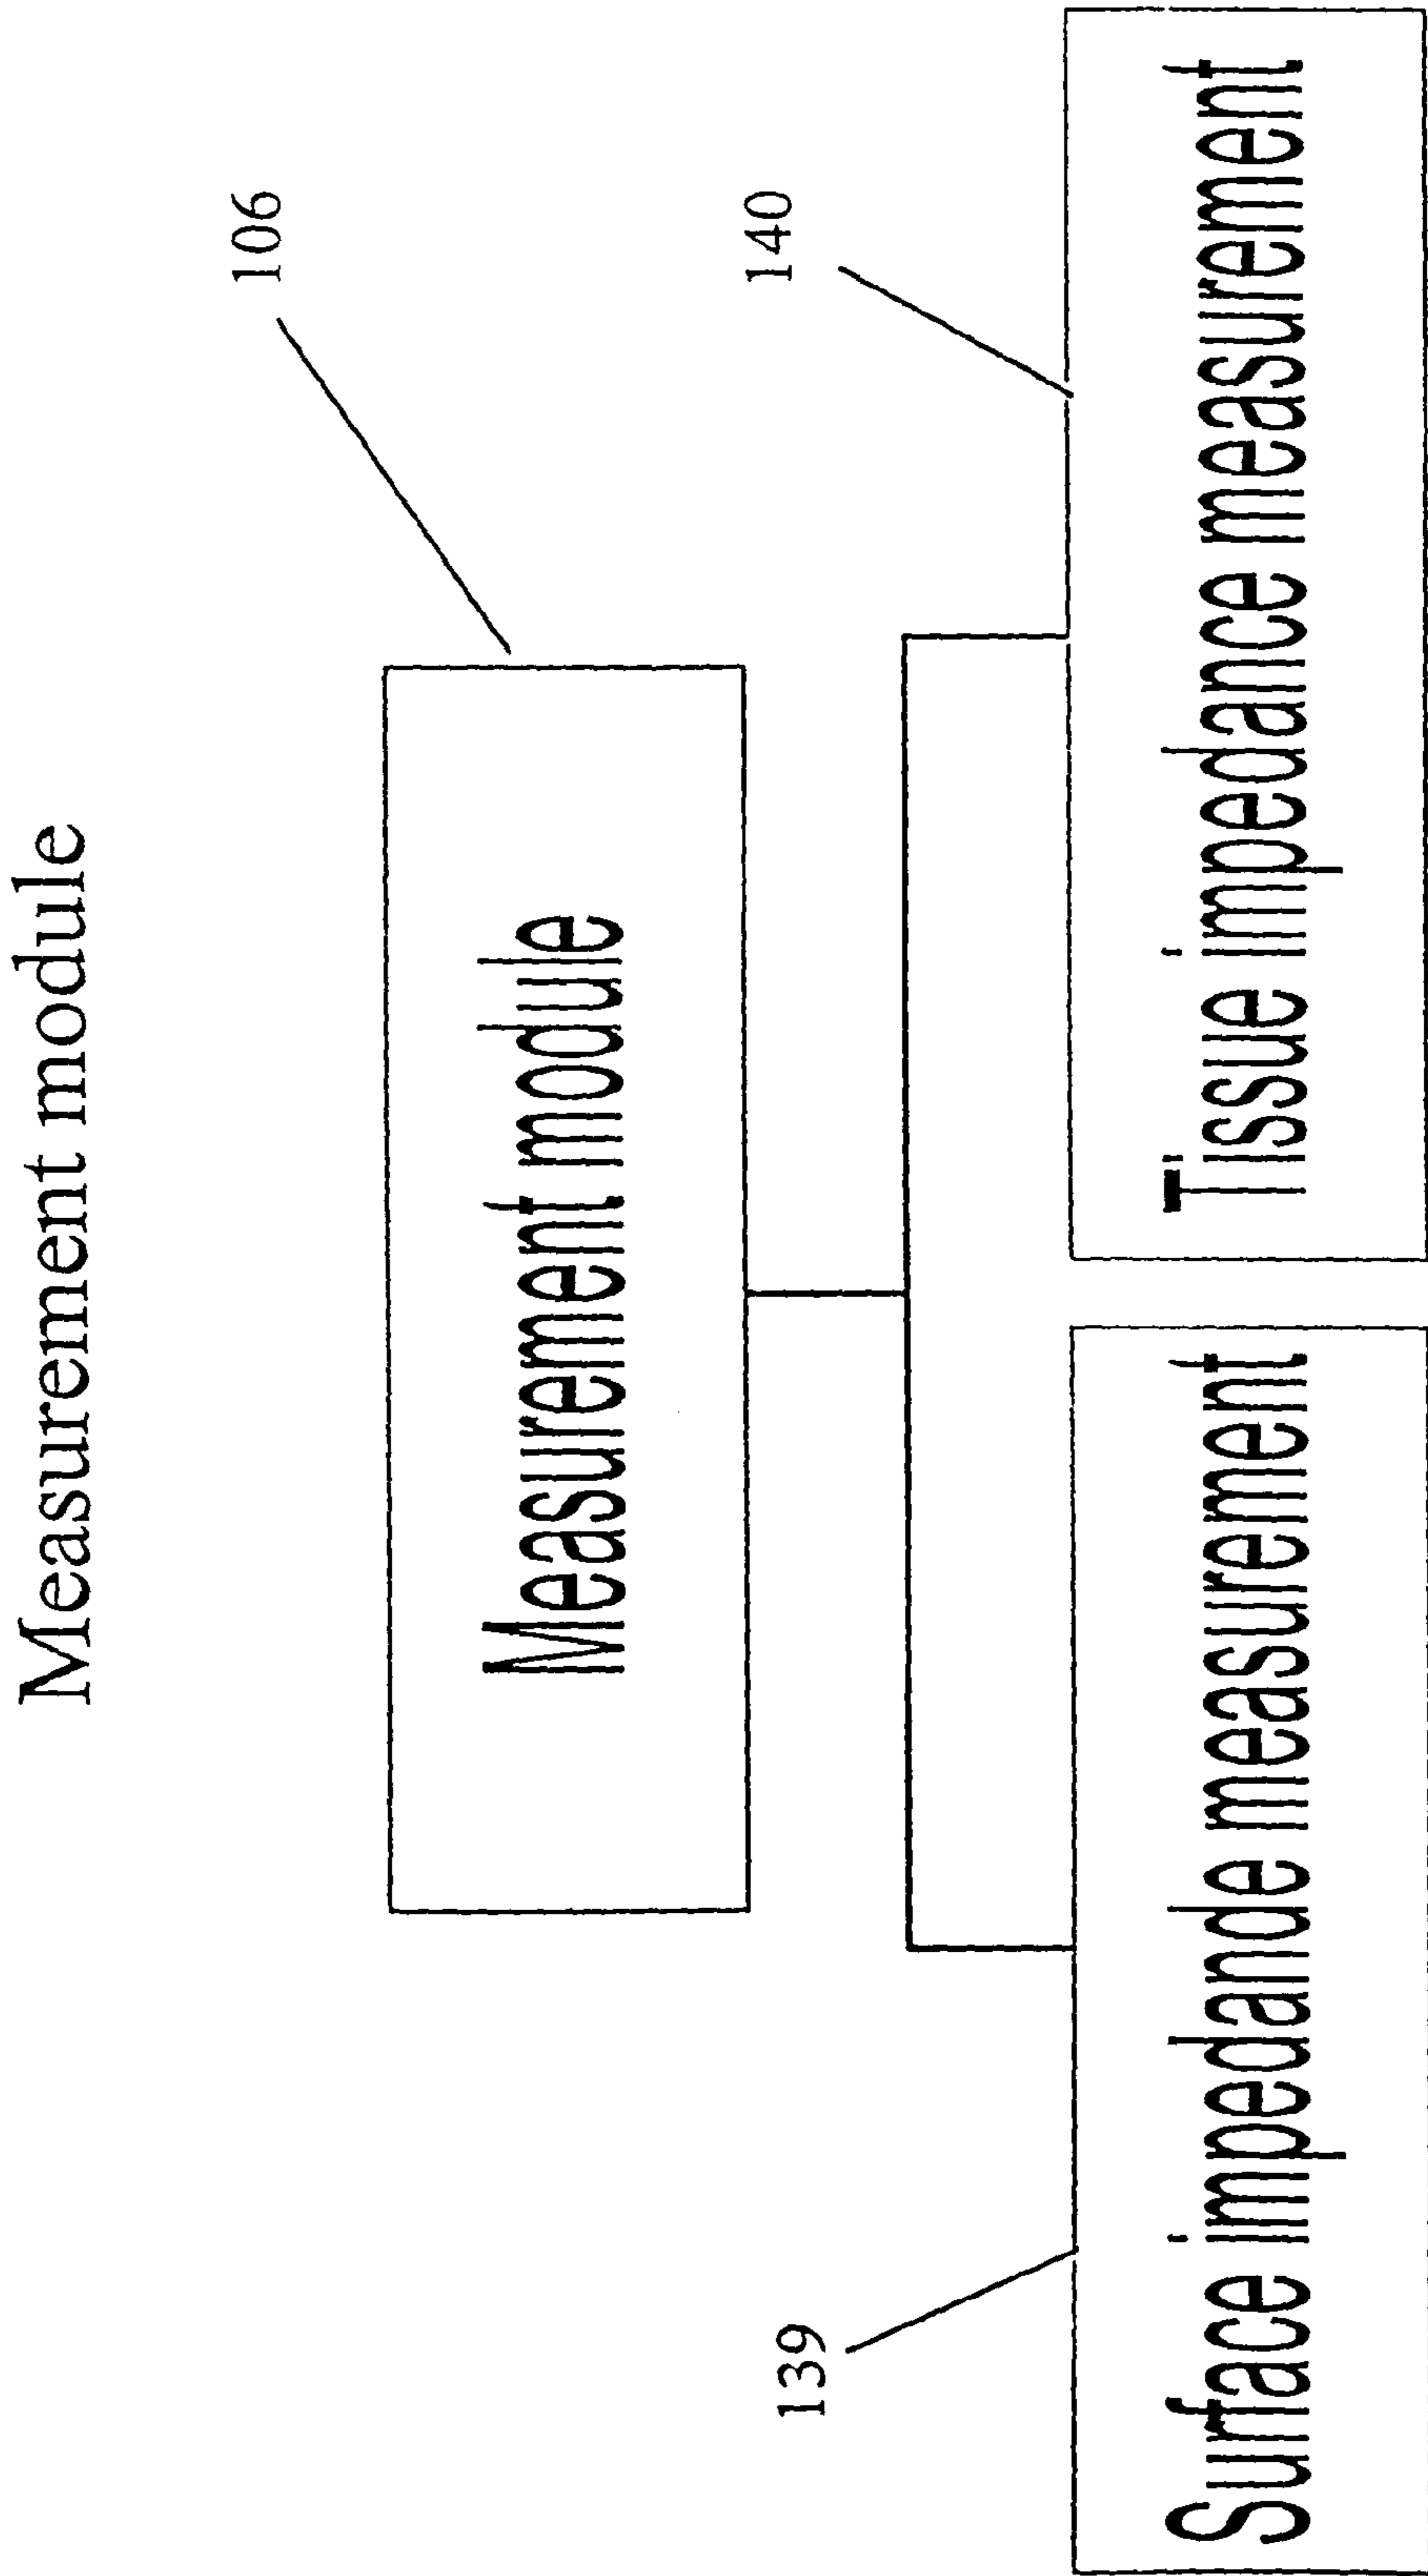 Measurement module
106
Measurement module
139
140
Surface impedande measurement
Tissue impedance measurement